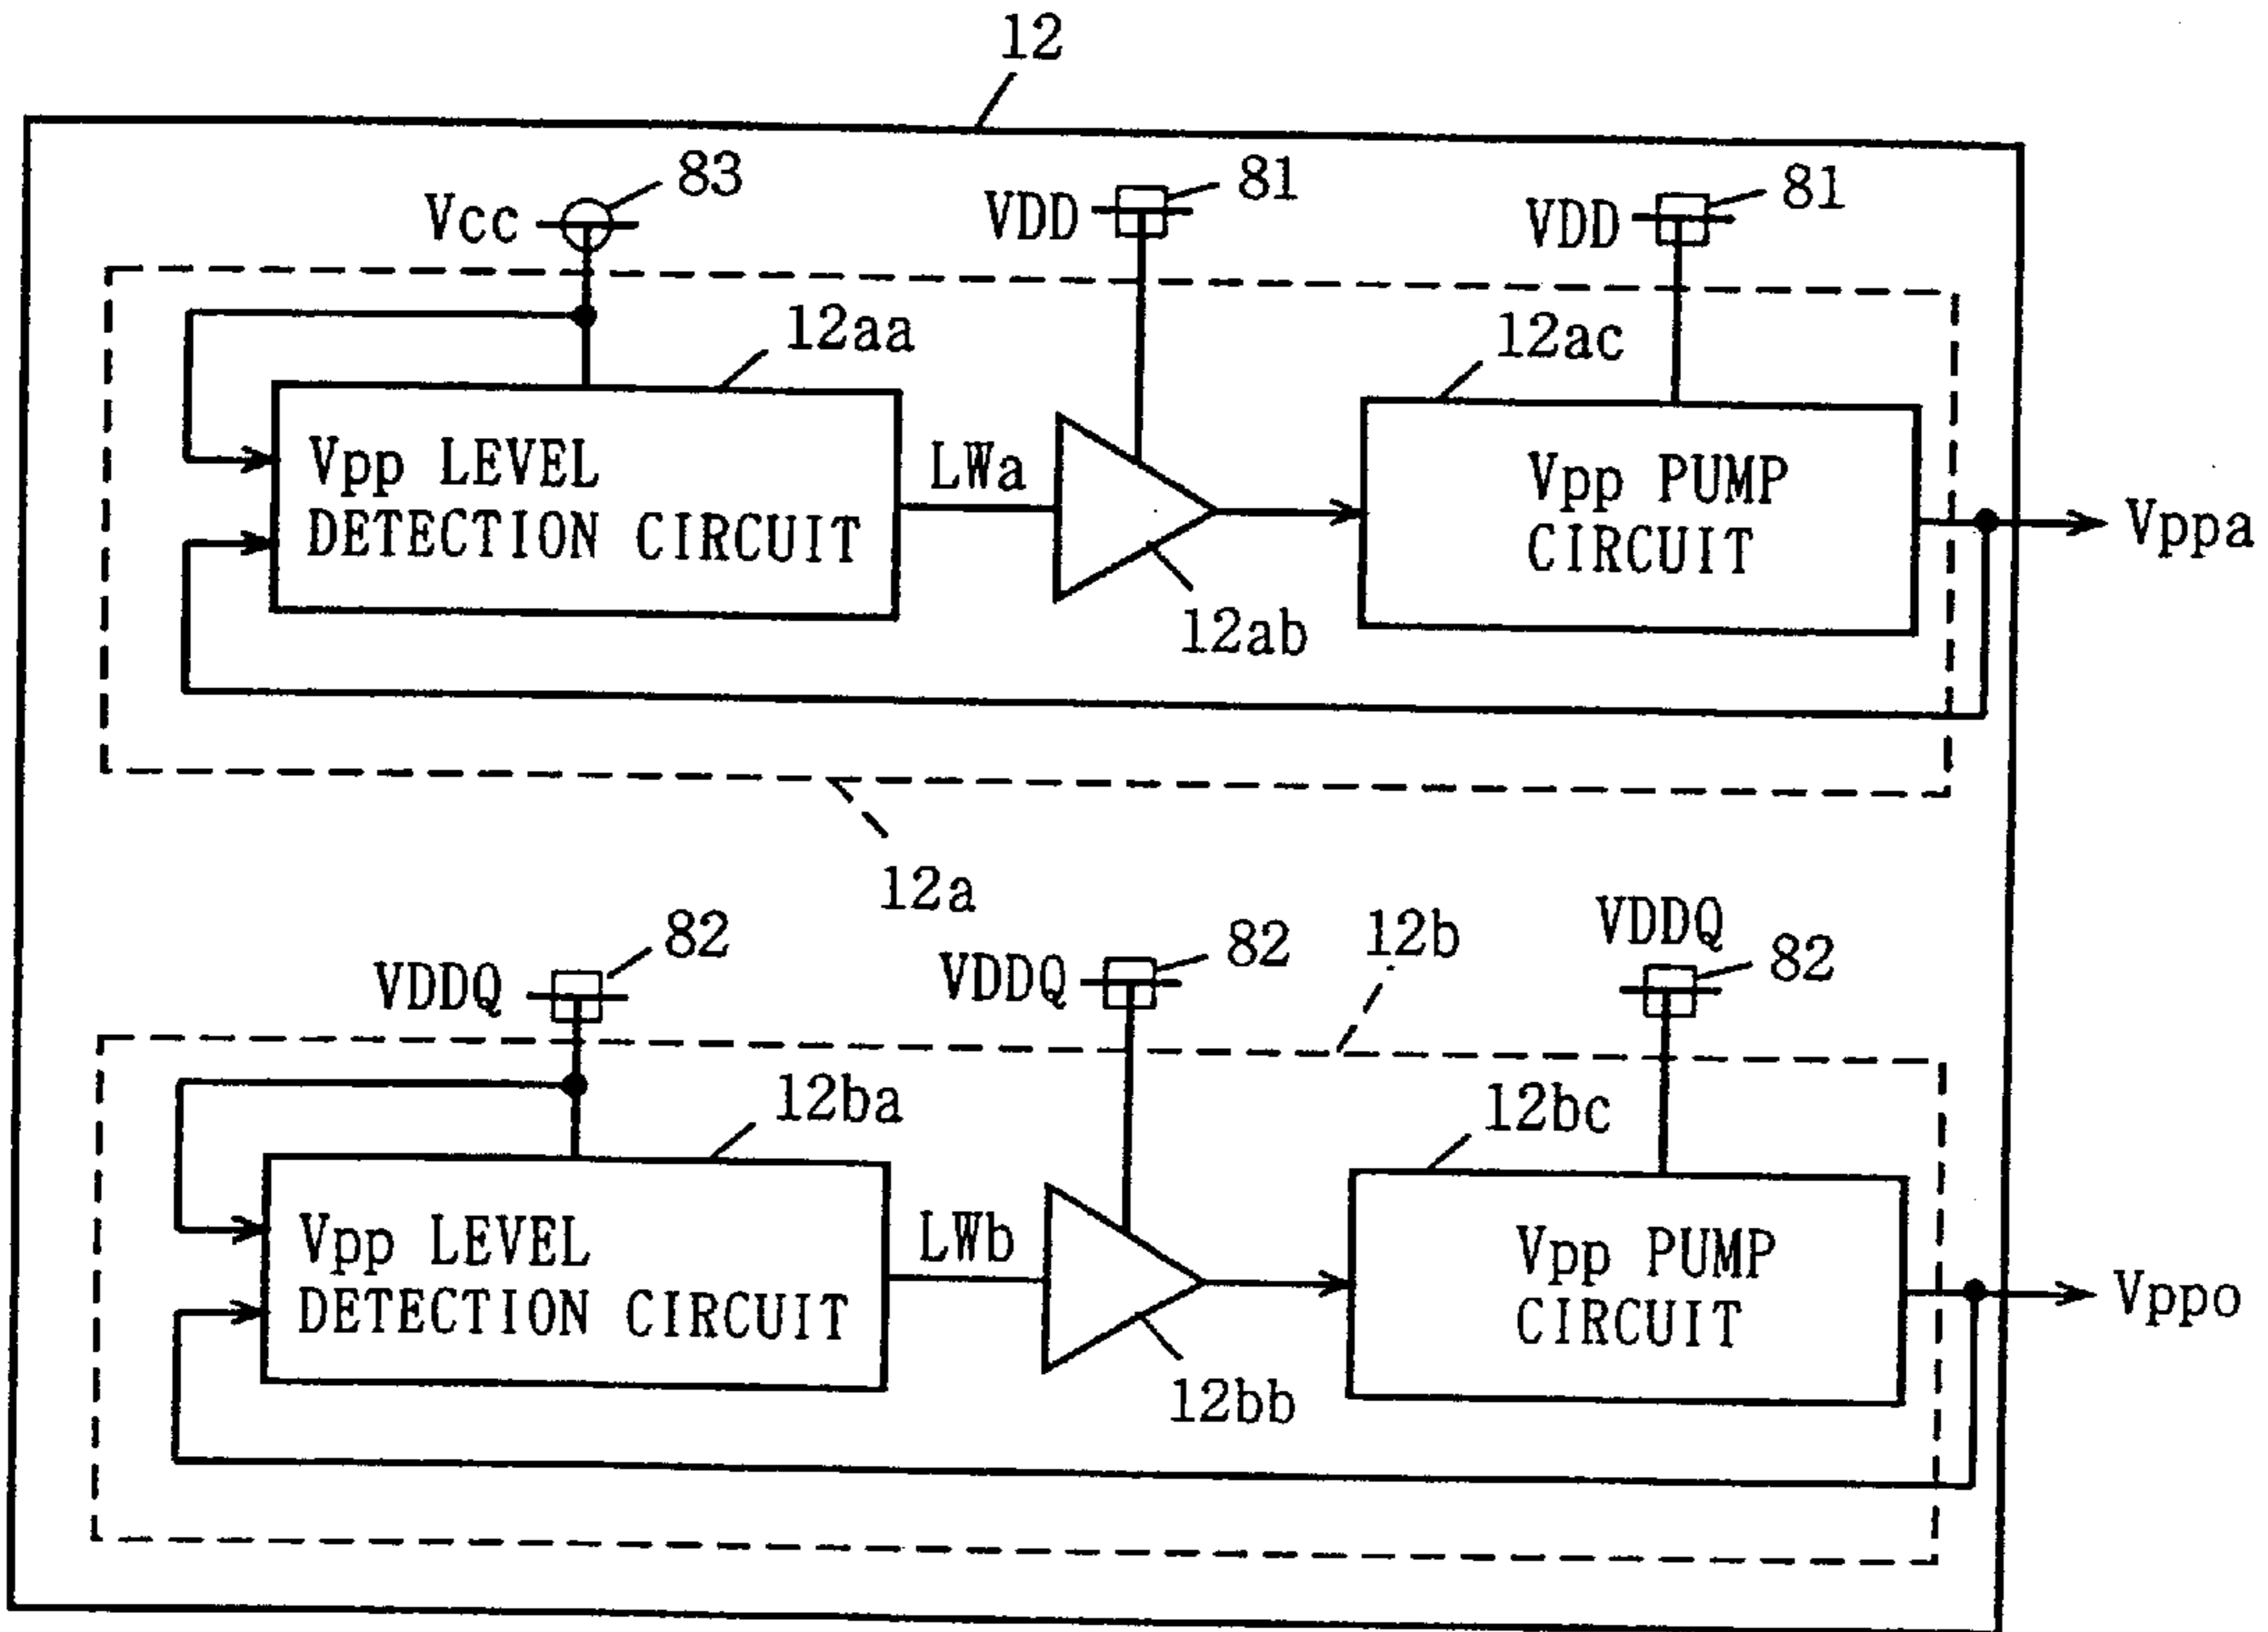 12
Vcc
83
VDD
81
VDD
81
12aa
12ac
Vpp LEVEL
DETECTION CIRCUIT
LWa
12ab
Vpp PUMP
CIRCUIT
Vppa
12a
VDDQ
82
VDDQ
82
12b
VDDQ
82
12ba
12bc
Vpp LEVEL
DETECTION CIRCUIT
LWb
12bb
Vpp PUMP
CIRCUIT
Vppo